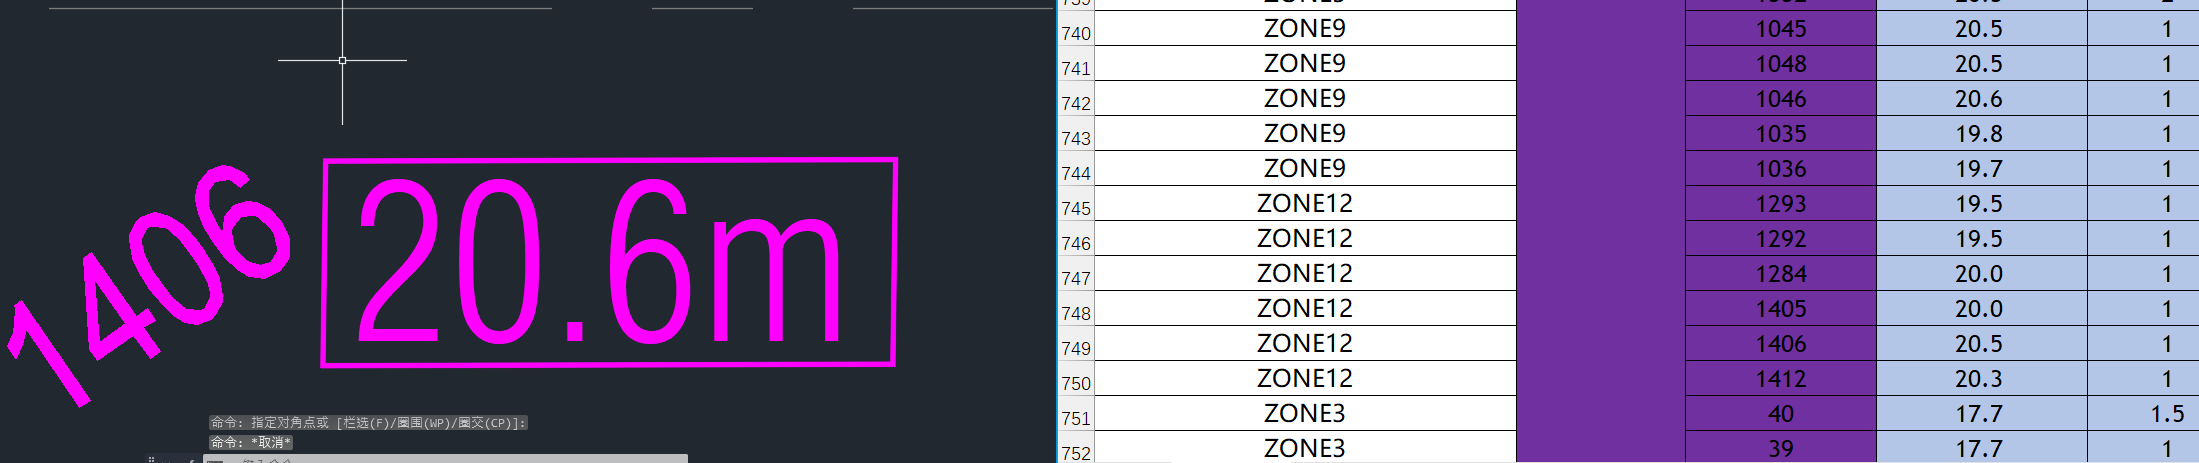 1406
20.6m
命令: 指定对角点或 [栏选(F)/圈围(WP)/圈交(CP)]:
命令: *取消*
740 ZONE9 1045 20.5 1
741 ZONE9 1048 20.5 1
742 ZONE9 1046 20.6 1
743 ZONE9 1035 19.8 1
744 ZONE9 1036 19.7 1
745 ZONE12 1293 19.5 1
746 ZONE12 1292 19.5 1
747 ZONE12 1284 20.0 1
748 ZONE12 1405 20.0 1
749 ZONE12 1406 20.5 1
750 ZONE12 1412 20.3 1
751 ZONE3 40 17.7 1.5
752 ZONE3 39 17.7 1